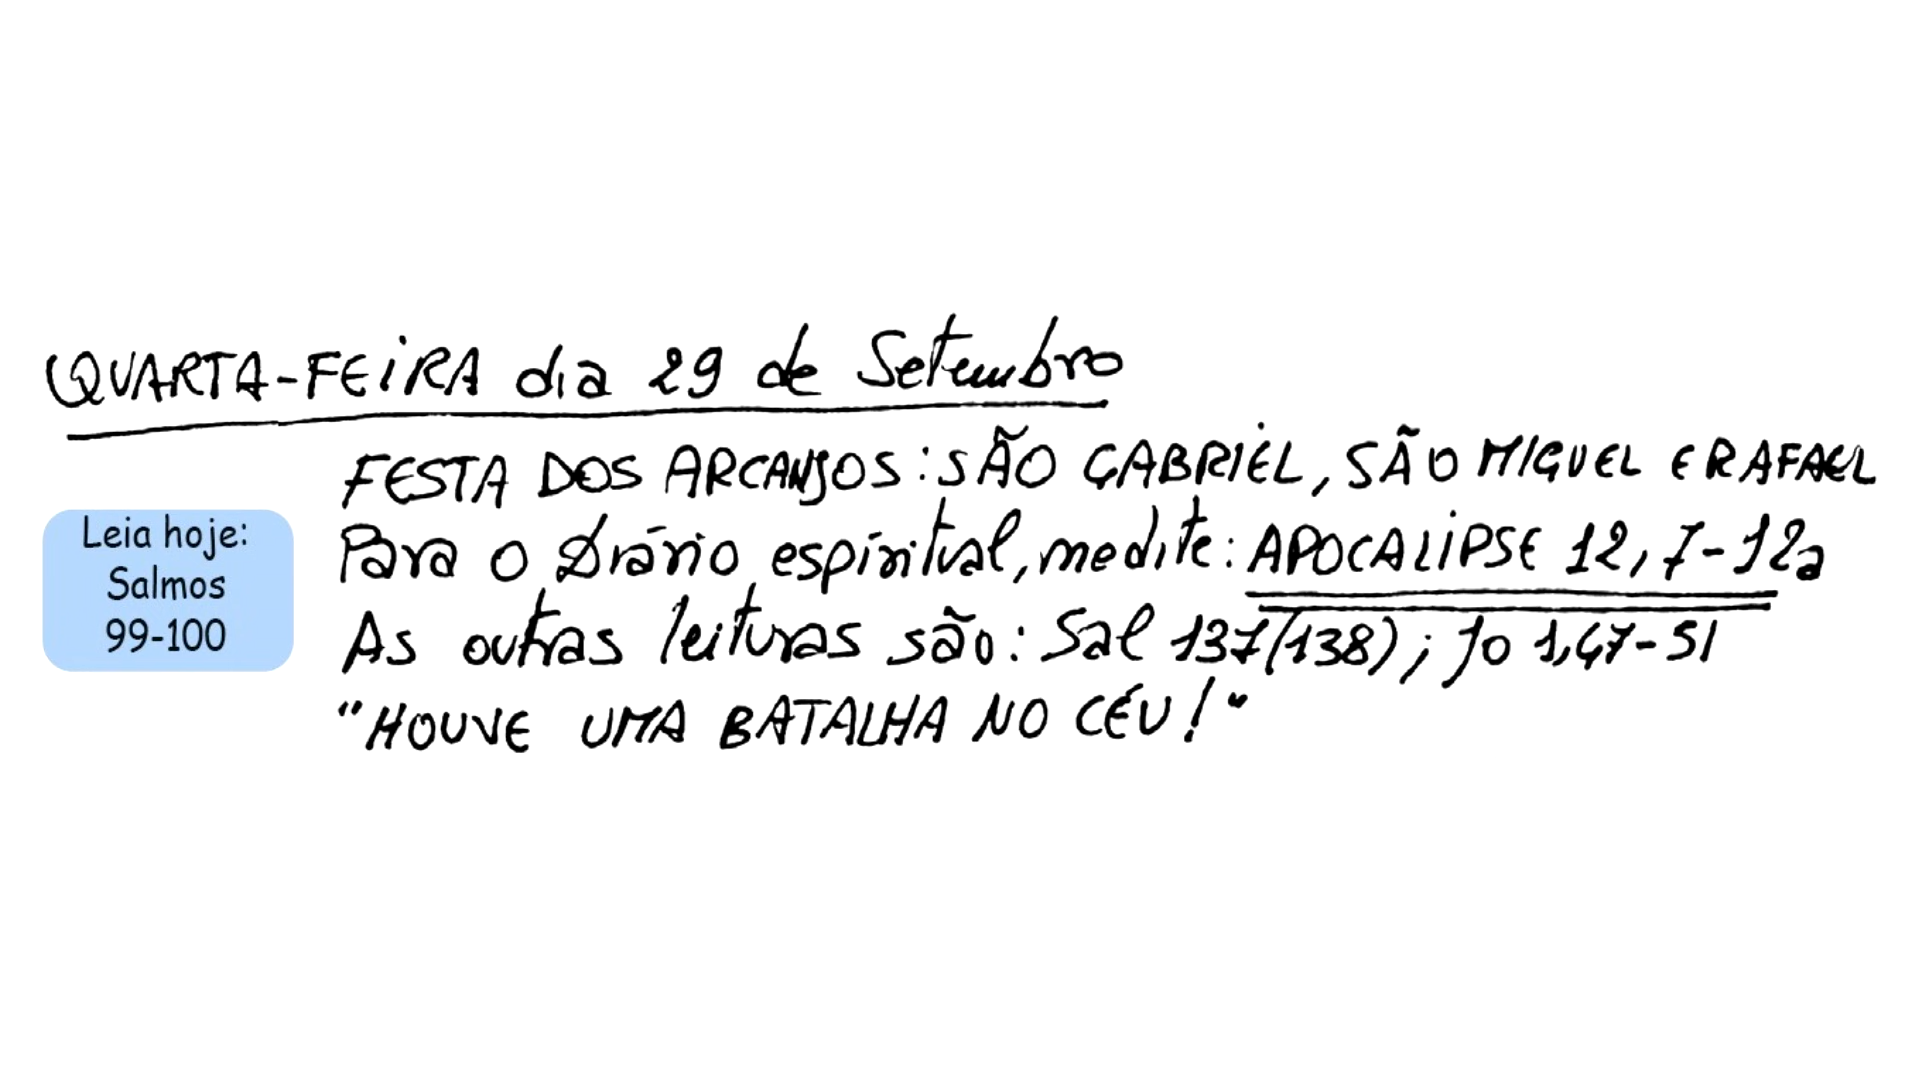 QUARTA-FEIRA dia 29 de Setembro
FESTA DOS ARCANJOS: SÃO GABRIEL, SÃO MIGUEL E RAFAEL
Leia hoje:
Salmos
99-100
Para o Diário espíritual, medite: APOCALIPSE 12, 7-12a
As outras leituras são: Sal 137(138); Jo 1,47-51
"HOUVE UMA BATALHA NO CÉU!"